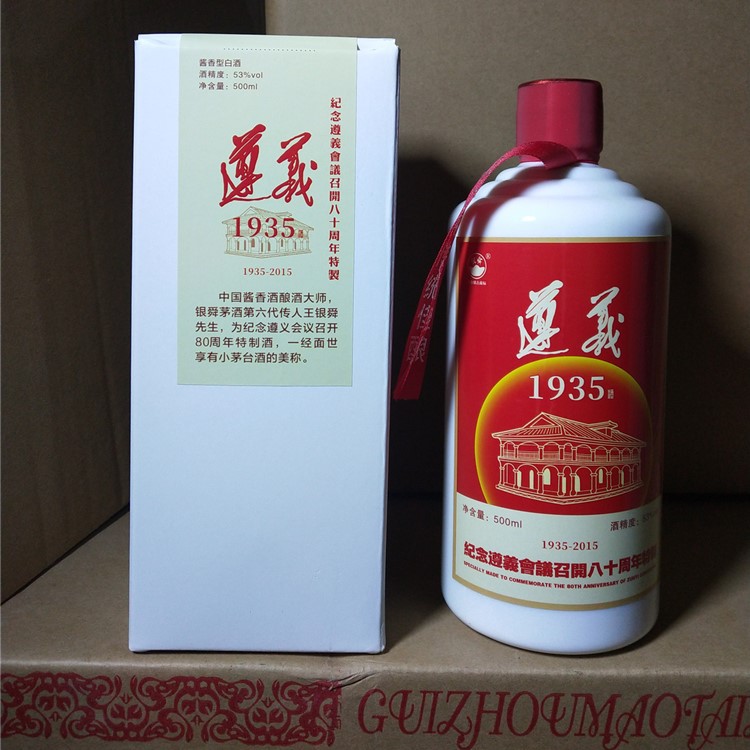 酱香型白酒
酒精度：53%vol
净含量：500ml
紀念遵義會議召開八十周年特製
遵義
1935
1935-2015
中国酱香酒酿酒大师，
银舜茅酒第六代传人王银舜
先生，为纪念遵义会议召开
80周年特制酒，一经面世
享有小茅台酒的美称。
遵義
1935
净含量：500ml
酒精度：
1935-2015
紀念遵義會議召開八十周年特
SPECIALLY MADE TO COMMEMORATE THE 80TH ANNIVERSARY OF
GUIZHOUMAOTAI